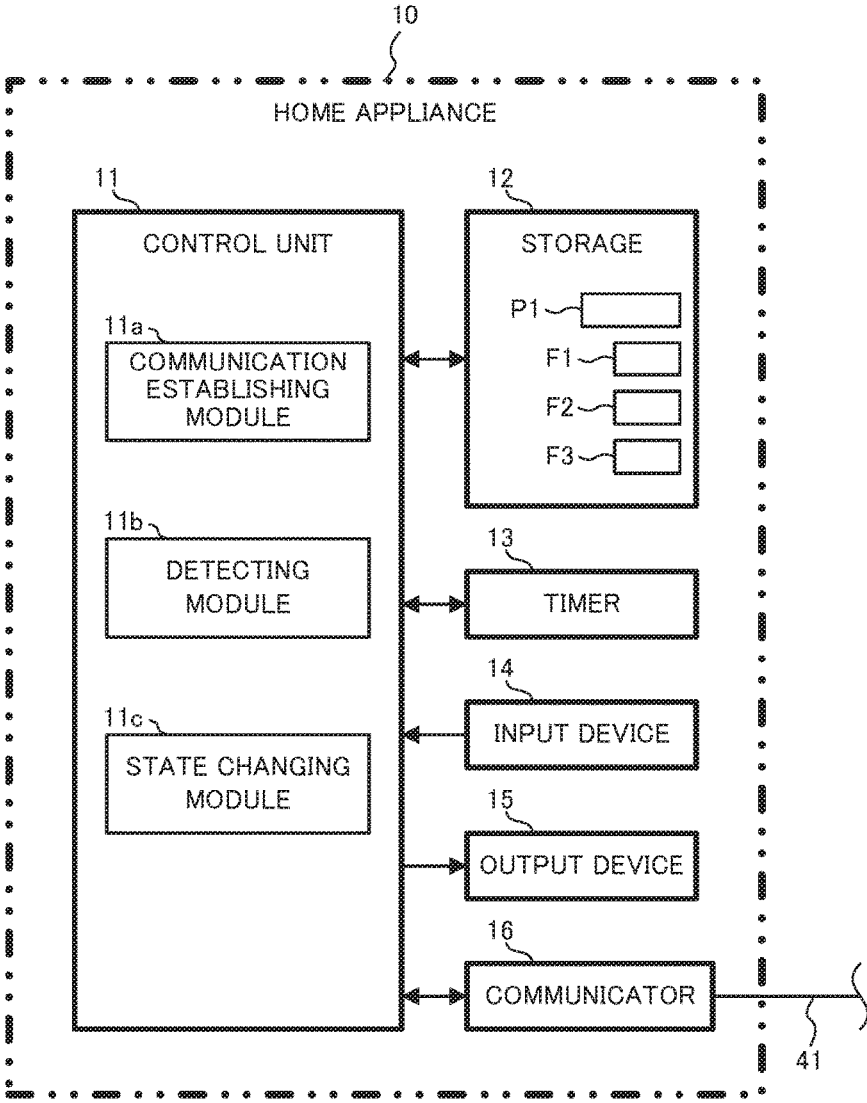 10
HOME APPLIANCE
11
CONTROL UNIT
11a
COMMUNICATION
ESTABLISHING
MODULE
11b
DETECTING
MODULE
11c
STATE CHANGING
MODULE
12
STORAGE
P1
F1
F2
F3
13
TIMER
14
INPUT DEVICE
15
OUTPUT DEVICE
16
COMMUNICATOR
41